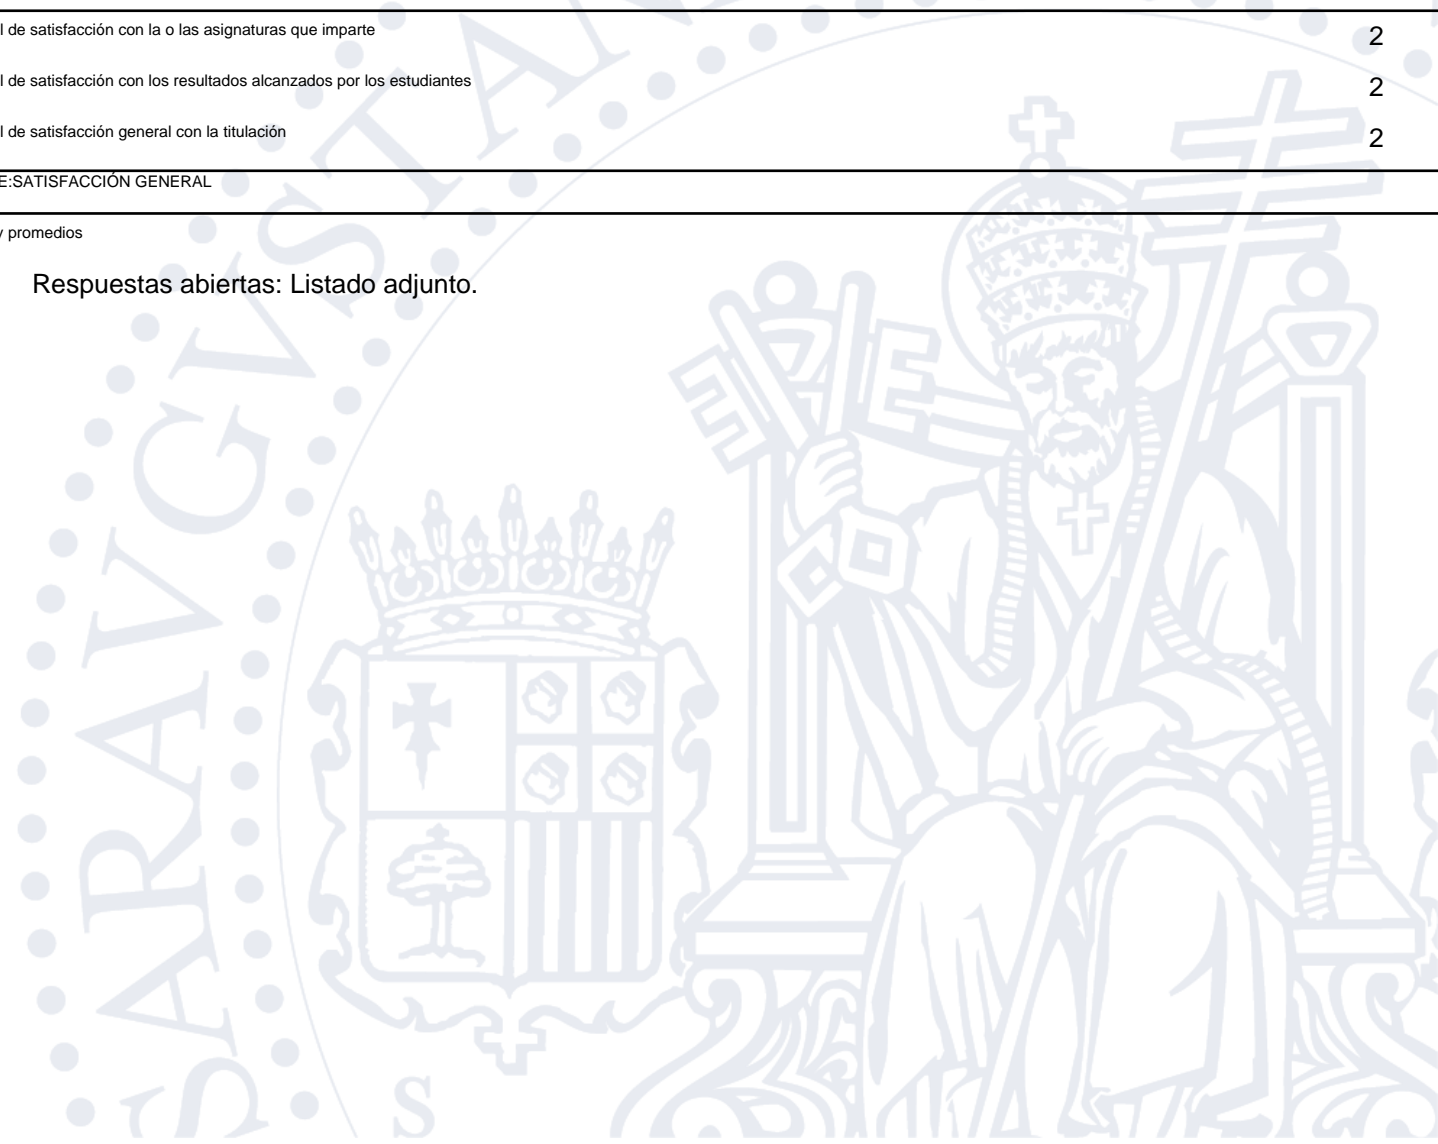 l de satisfacción con la o las asignaturas que imparte 2
l de satisfacción con los resultados alcanzados por los estudiantes 2
l de satisfacción general con la titulación 2
E:SATISFACCIÓN GENERAL
y promedios
Respuestas abiertas: Listado adjunto.
SARAVGVSTAN
S